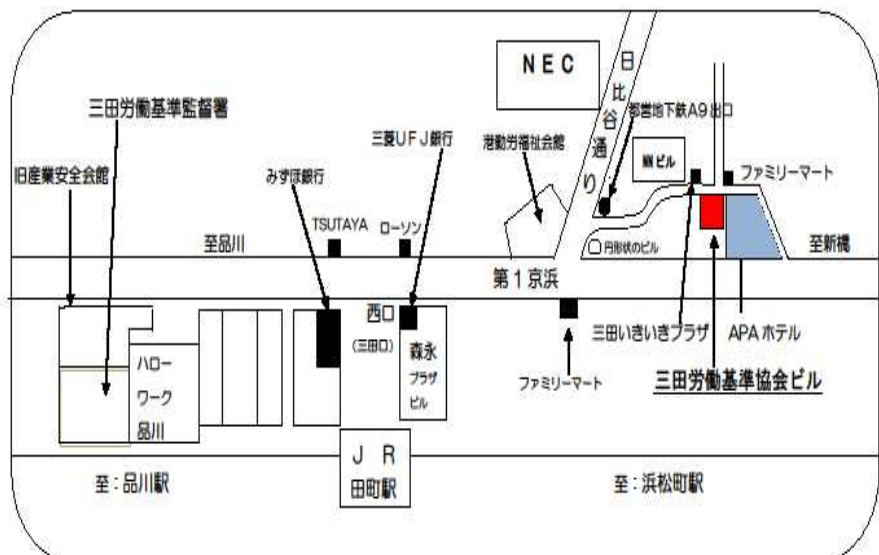 NEC
日比谷通り
三田労働基準監督署
都営地下鉄A9出口
三菱UFJ銀行
港勤労福祉会館
NNビル
ファミリーマート
旧産業安全会館
みずほ銀行
TSUTAYA
ローソン
至品川
円形状のビル
至新橋
第1京浜
西口
(三田口)
森永
プラザ
ビル
三田いきいきプラザ
APAホテル
ハロー
ワーク
品川
ファミリーマート
三田労働基準協会ビル
JR
田町駅
至:品川駅
至:浜松町駅